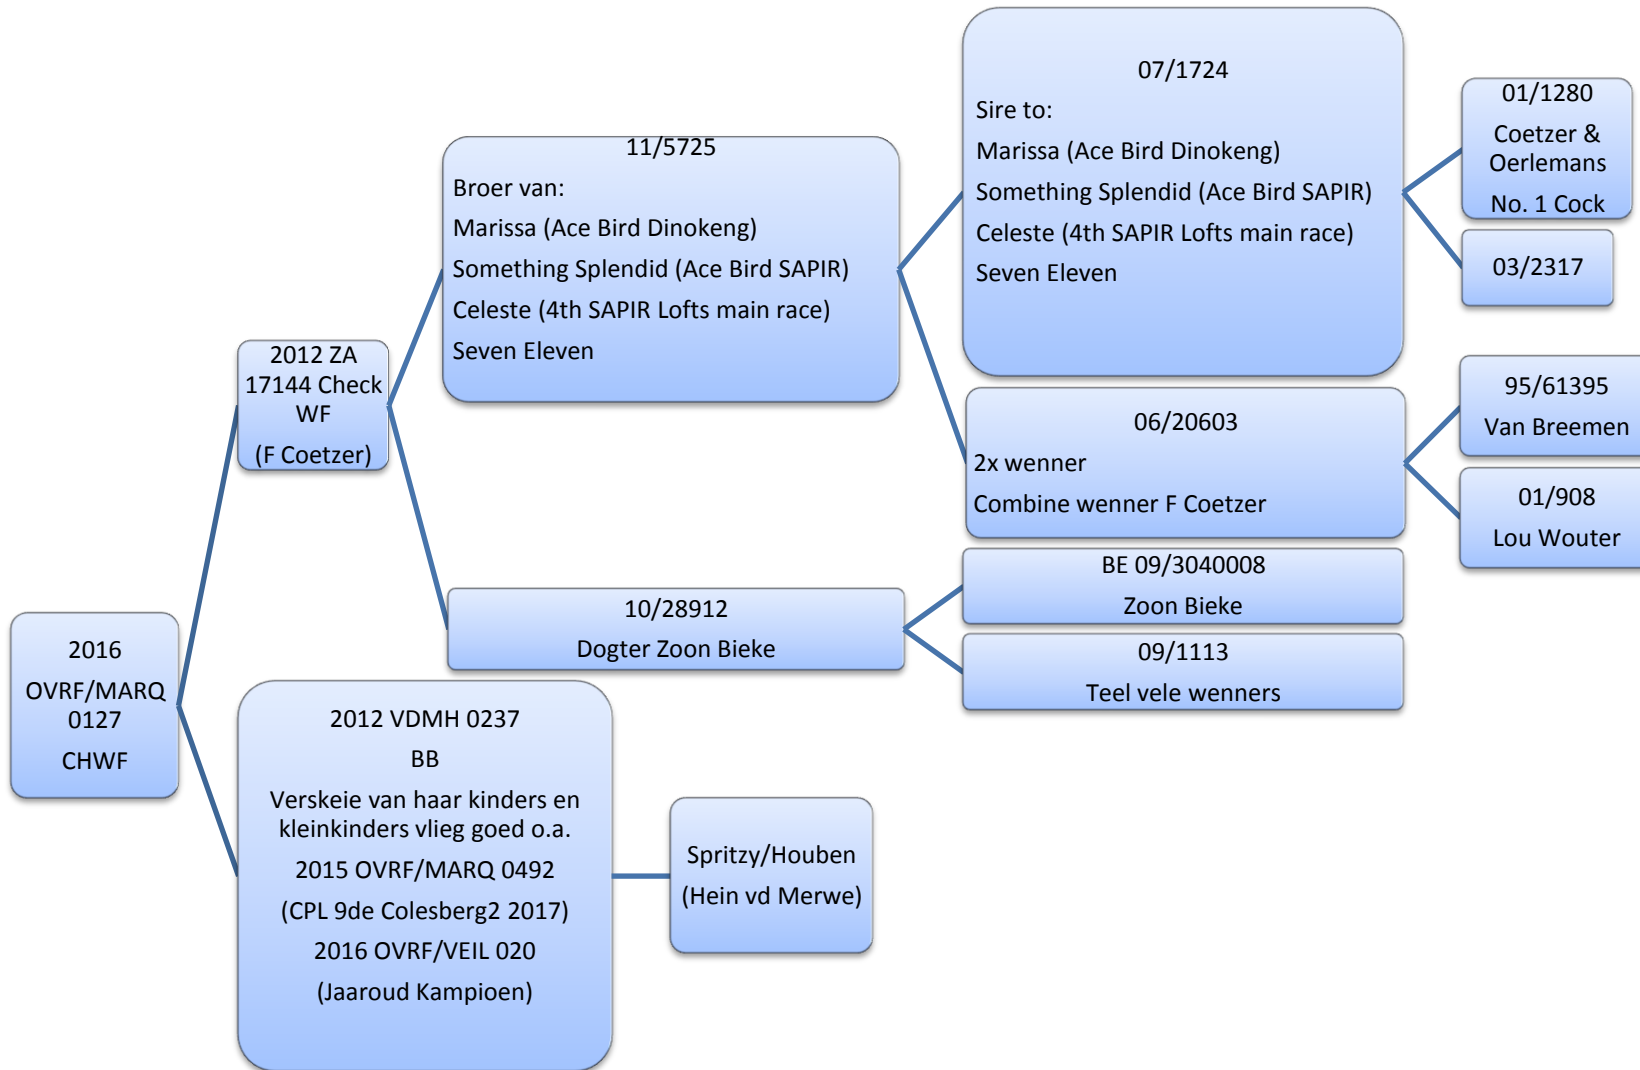 2016
OVRF/MARQ
0127
CHWF
2012 ZA
17144 Check
WF
(F Coetzer)
11/5725
Broer van:
Marissa (Ace Bird Dinokeng)
Something Splendid (Ace Bird SAPIR)
Celeste (4th SAPIR Lofts main race)
Seven Eleven
07/1724
Sire to:
Marissa (Ace Bird Dinokeng)
Something Splendid (Ace Bird SAPIR)
Celeste (4th SAPIR Lofts main race)
Seven Eleven
01/1280
Coetzer &
Oerlemans
No. 1 Cock
03/2317
06/20603
2x wenner
Combine wenner F Coetzer
95/61395
Van Breemen
01/908
Lou Wouter
10/28912
Dogter Zoon Bieke
BE 09/3040008
Zoon Bieke
09/1113
Teel vele wenners
2012 VDMH 0237
BB
Verskeie van haar kinders en
kleinkinders vlieg goed o.a.
2015 OVRF/MARQ 0492
(CPL 9de Colesberg2 2017)
2016 OVRF/VEIL 020
(Jaaroud Kampioen)
Spritzy/Houben
(Hein vd Merwe)